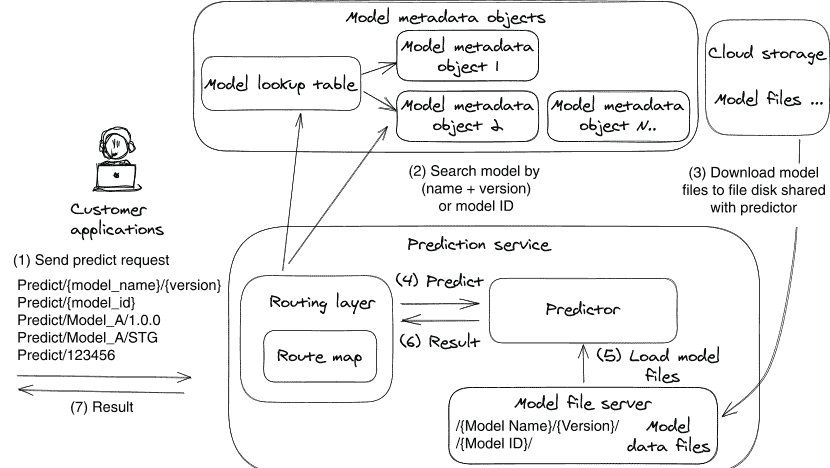 Model metadata objects
Model lookup table
Model metadata
object 1
Model metadata
object 2
Model metadata
object N..
Cloud storage
Model files ...
Customer
applications
(1) Send predict request
Predict/{model_name}/{version}
Predict/{model_id}
Predict/Model_A/1.0.0
Predict/Model_A/STG
Predict/123456
(7) Result
(2) Search model by
(name + version)
or model ID
(3) Download model
files to file disk shared
with predictor
Prediction service
Routing layer
Route map
(4) Predict
(6) Result
Predictor
(5) Load model
files
Model file server
/{Model Name}/{Version}/
/{Model ID}/
Model
data files